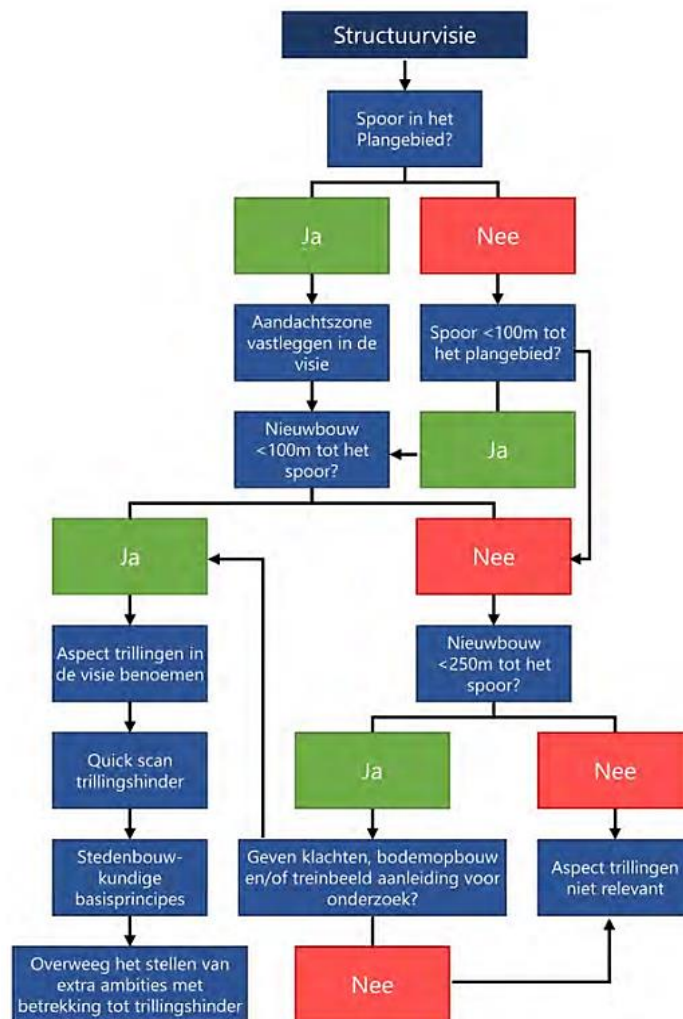 Structuurvisie
Spoor in het
Plangebied?
Ja
Nee
Aandachtszone
vastleggen in de
visie
Spoor <100m tot
het plangebied?
Nieuwbouw
<100m tot het
spoor?
Ja
Ja
Nee
Aspect trillingen in
de visie benoemen
Nieuwbouw
<250m tot het
spoor?
Quick scan
trillingshinder
Ja
Nee
Stedenbouw-
kundige
basisprincipes
Geven klachten, bodemopbouw
en/of treinbeeld aanleiding voor
onderzoek?
Aspect trillingen
niet relevant
Overweeg het stellen van
extra ambities met
betrekking tot trillingshinder
Nee